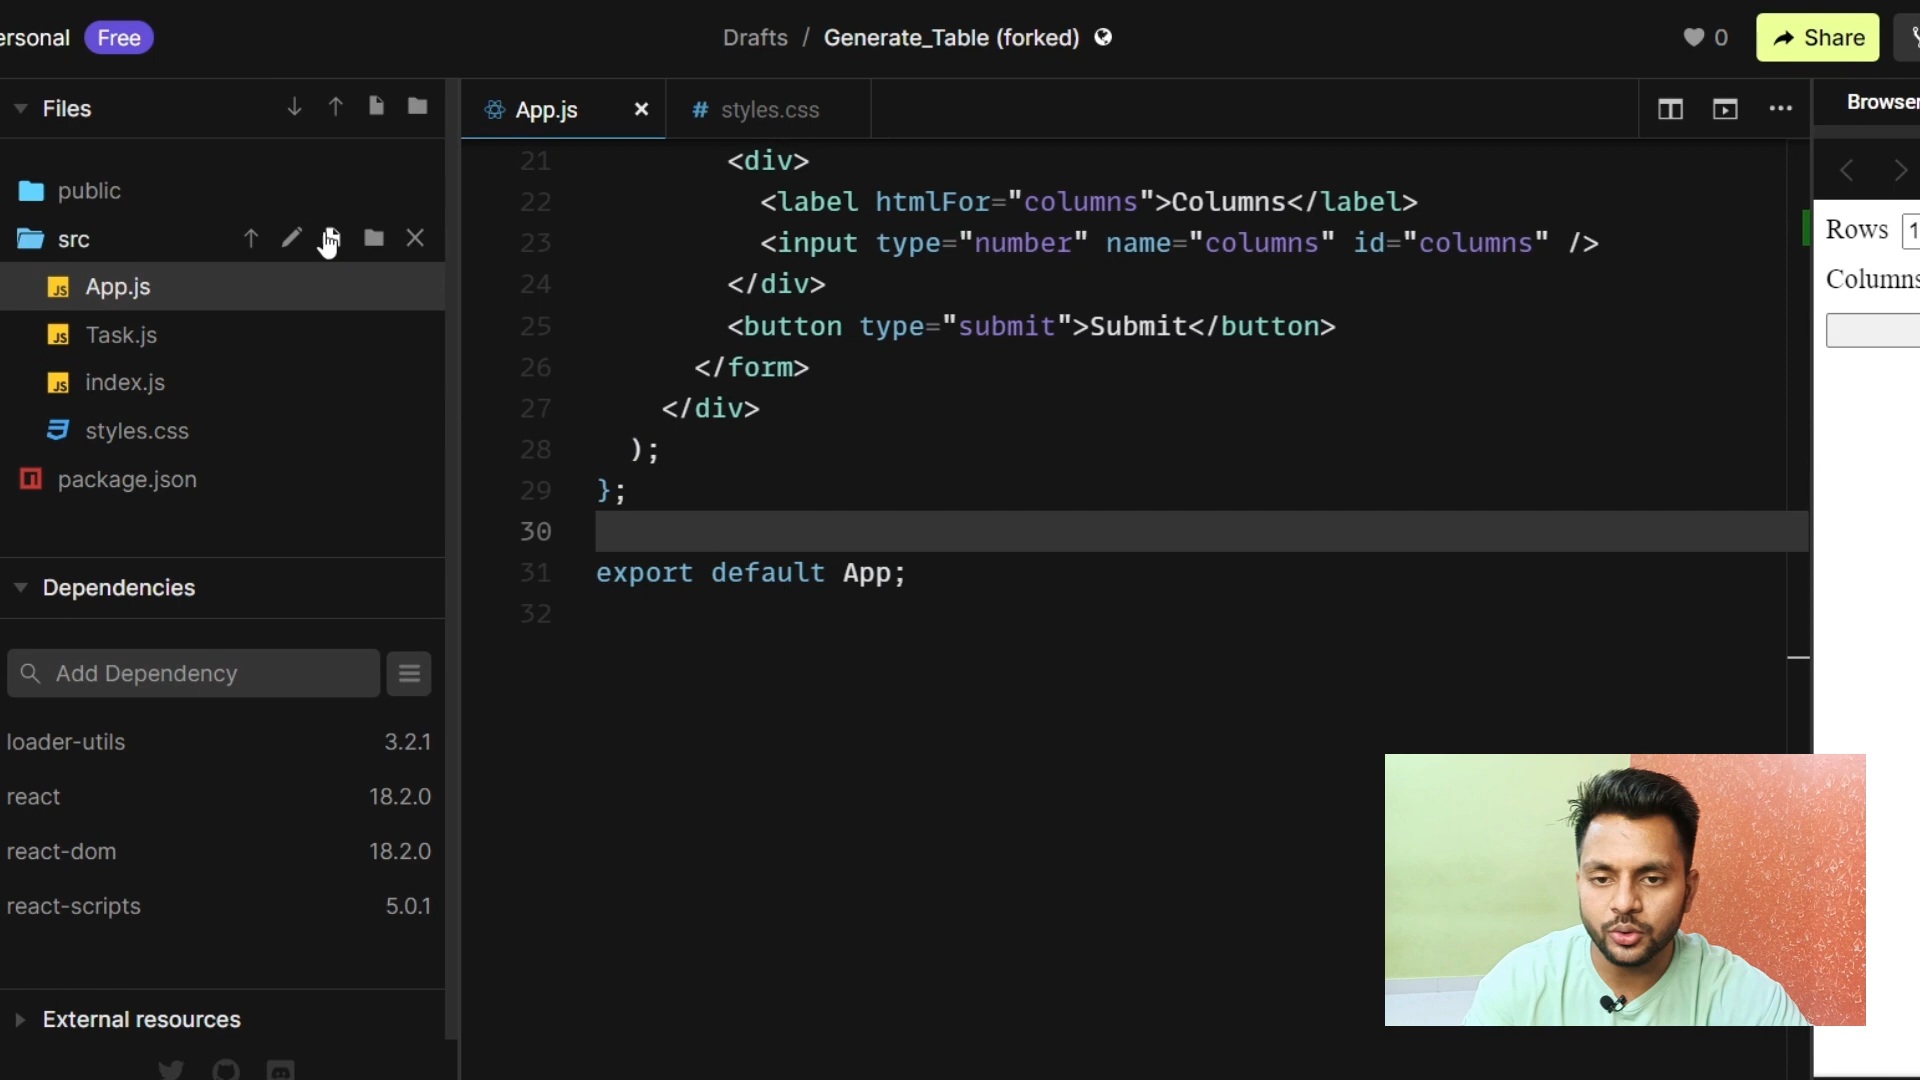 ersonal Free
Drafts / Generate_Table (forked)
0
Share
Files
public
src
App.js
Task.js
index.js
styles.css
package.json
Dependencies
Add Dependency
loader-utils 3.2.1
react 18.2.0
react-dom 18.2.0
react-scripts 5.0.1
External resources
App.js
# styles.css
21 <div>
22 <label htmlFor="columns">Columns</label>
23 <input type="number" name="columns" id="columns" />
24 </div>
25 <button type="submit">Submit</button>
26 </form>
27 </div>
28 );
29 };
30
31 export default App;
32
Browser
Rows 1
Columns